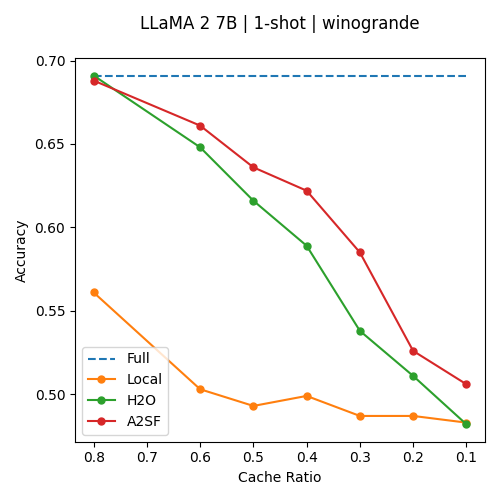 LLaMA 2 7B | 1-shot | winogrande
0.70
0.65
0.60
0.55
0.50
Accuracy
Full
Local
H2O
A2SF
0.8 0.7 0.6 0.5 0.4 0.3 0.2 0.1
Cache Ratio